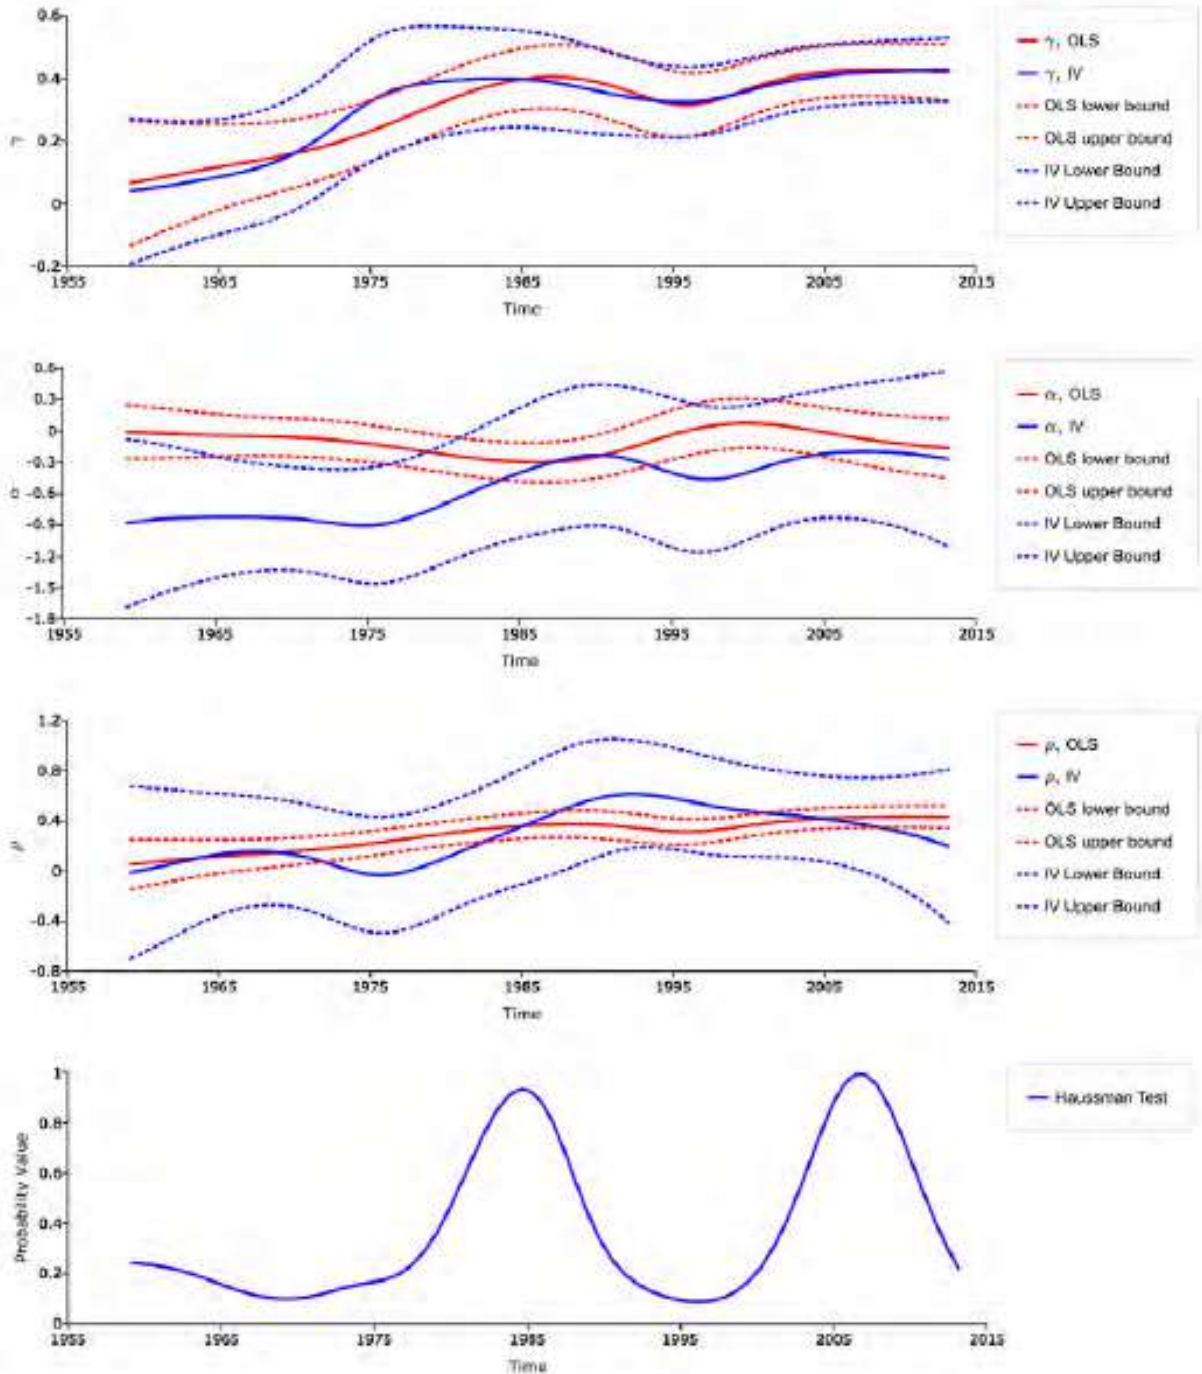 0.6
0.4
0.2
0
-0.2
γ
1955 1965 1975 1985 1995 2005 2015
Time
γ, OLS
γ, IV
OLS lower bound
OLS upper bound
IV Lower Bound
IV Upper Bound
0.6
0.3
0
-0.3
-0.6
-0.9
-1.2
-1.5
-1.8
α
1955 1965 1975 1985 1995 2005 2015
Time
α, OLS
α, IV
OLS lower bound
OLS upper bound
IV Lower Bound
IV Upper Bound
1.2
0.8
0.4
0
-0.4
-0.8
ρ
1955 1965 1975 1985 1995 2005 2015
Time
ρ, OLS
ρ, IV
OLS lower bound
OLS upper bound
IV Lower Bound
IV Upper Bound
1
0.8
0.6
0.4
0.2
0
Probability Value
1955 1965 1975 1985 1995 2005 2015
Time
Haussman Test